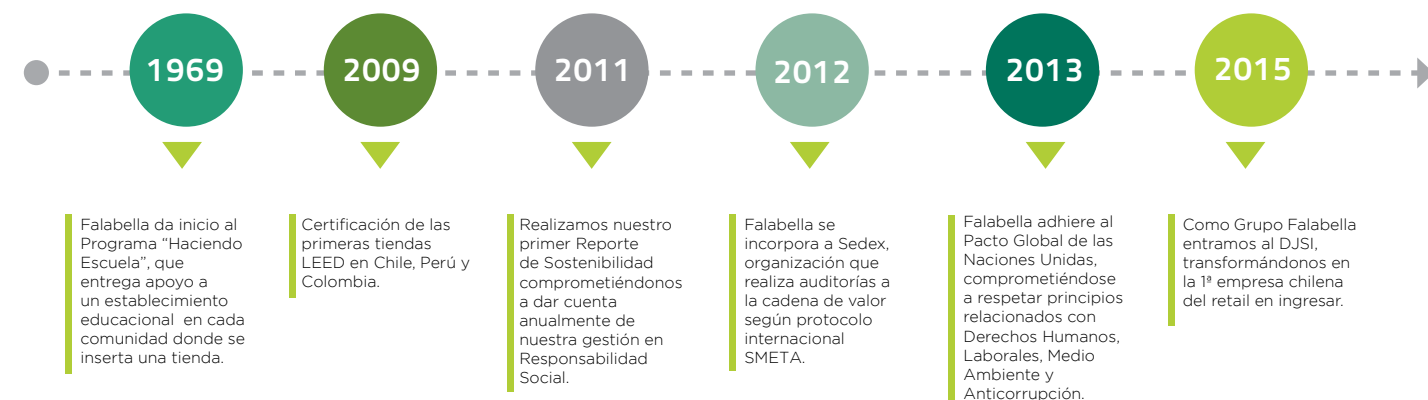 1969
2009
2011
2012
2013
2015
Falabella da inicio al
Programa “Haciendo
Escuela”, que
entrega apoyo a
un establecimiento
educacional en cada
comunidad donde se
inserta una tienda.
Certificación de las
primeras tiendas
LEED en Chile, Perú y
Colombia.
Realizamos nuestro
primer Reporte
de Sostenibilidad
comprometiéndonos
a dar cuenta
anualmente de
nuestra gestión en
Responsabilidad
Social.
Falabella se
incorpora a Sedex,
organización que
realiza auditorías a
la cadena de valor
según protocolo
internacional
SMETA.
Falabella adhiere al
Pacto Global de las
Naciones Unidas,
comprometiéndose
a respetar principios
relacionados con
Derechos Humanos,
Laborales, Medio
Ambiente y
Anticorrupción.
Como Grupo Falabella
entramos al DJSI,
transformándonos en
la 1ª empresa chilena
del retail en ingresar.